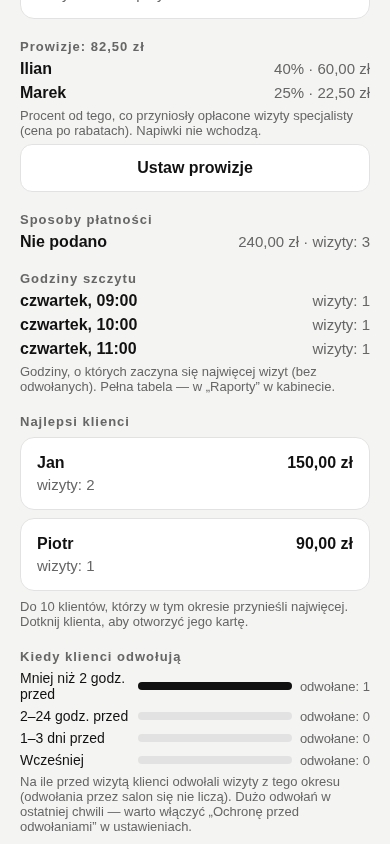 Prowizje: 82,50 zł
Ilian 40% · 60,00 zł
Marek 25% · 22,50 zł
Procent od tego, co przyniosły opłacone wizyty specjalisty
(cena po rabatach). Napiwki nie wchodzą.
Ustaw prowizje
Sposoby płatności
Nie podano 240,00 zł · wizyty: 3
Godziny szczytu
czwartek, 09:00 wizyty: 1
czwartek, 10:00 wizyty: 1
czwartek, 11:00 wizyty: 1
Godziny, o których zaczyna się najwięcej wizyt (bez
odwołanych). Pełna tabela — w „Raporty” w kabinecie.
Najlepsi klienci
Jan 150,00 zł
wizyty: 2
Piotr 90,00 zł
wizyty: 1
Do 10 klientów, którzy w tym okresie przynieśli najwięcej.
Dotknij klienta, aby otworzyć jego kartę.
Kiedy klienci odwołują
Mniej niż 2 godz.
przed odwołane: 1
2–24 godz. przed odwołane: 0
1–3 dni przed odwołane: 0
Wcześniej odwołane: 0
Na ile przed wizytą klienci odwołali wizyty z tego okresu
(odwołania przez salon się nie liczą). Dużo odwołań w
ostatniej chwili — warto włączyć „Ochronę przed
odwołaniami” w ustawieniach.